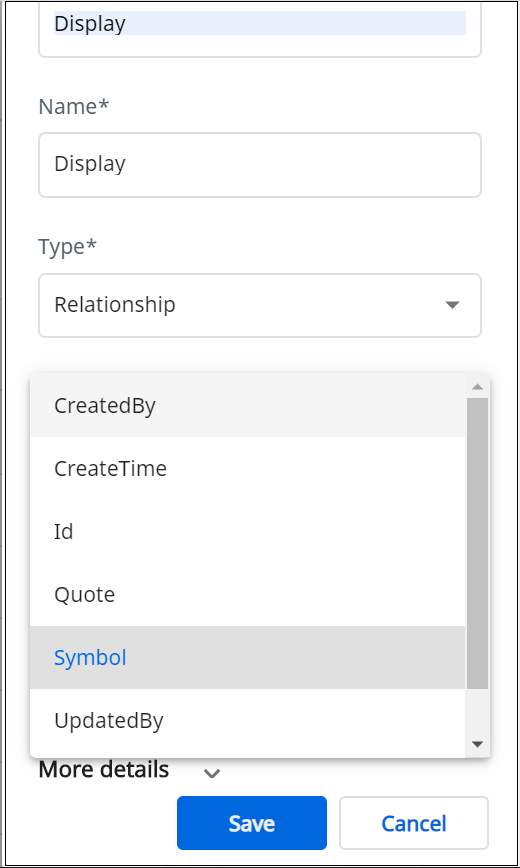 Display
Name*
Display
Type*
Relationship
CreatedBy
CreateTime
Id
Quote
Symbol
UpdatedBy
More details
Save Cancel